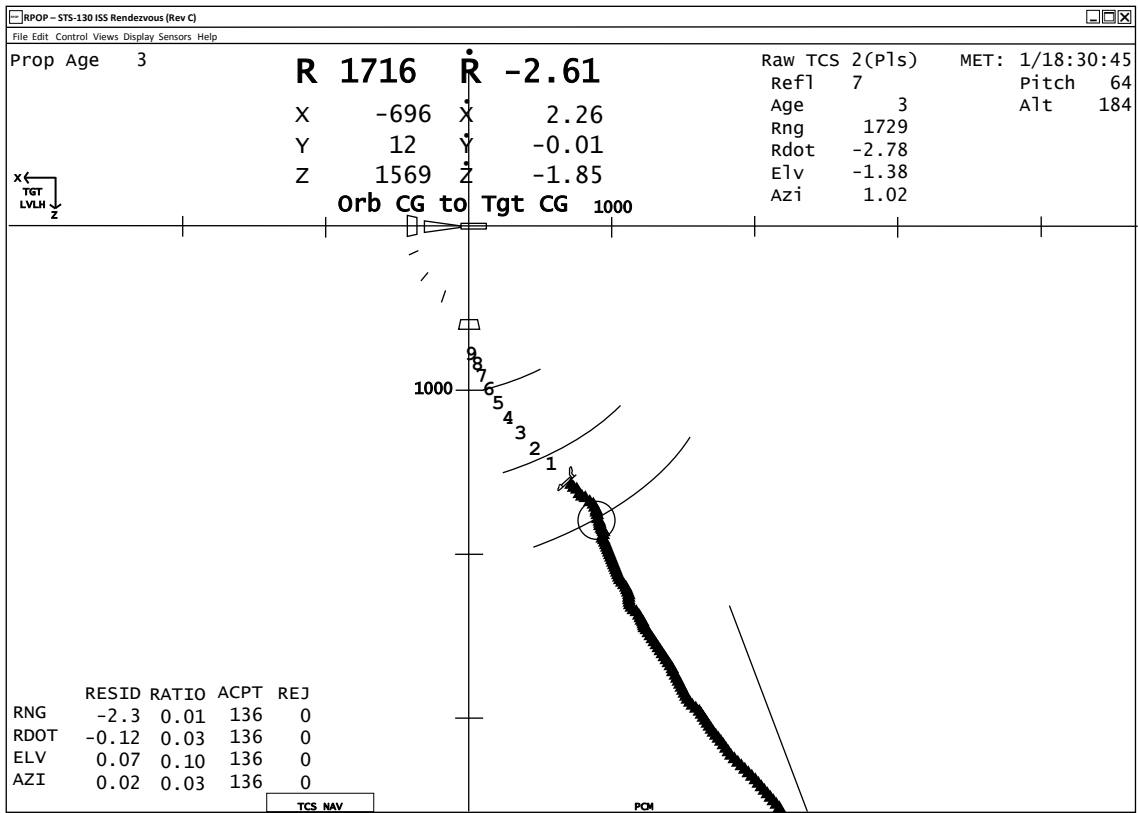 RPOP – STS-130 ISS Rendezvous (Rev C)
File Edit Control Views Display Sensors Help
Prop Age 3
R 1716 Ṙ -2.61
X -696 Ẋ 2.26
Y 12 Ẏ -0.01
Z 1569 Ż -1.85
Orb CG to Tgt CG
Raw TCS 2(Pls)
Refl 7
Age 3
Rng 1729
Rdot -2.78
Elv -1.38
Azi 1.02
MET: 1/18:30:45
Pitch 64
Alt 184
X
TGT
LVLH
Z
1000
9
8
7
1000
6
5
4
3
2
1
RESID RATIO ACPT REJ
RNG -2.3 0.01 136 0
RDOT -0.12 0.03 136 0
ELV 0.07 0.10 136 0
AZI 0.02 0.03 136 0
TCS NAV
PCM